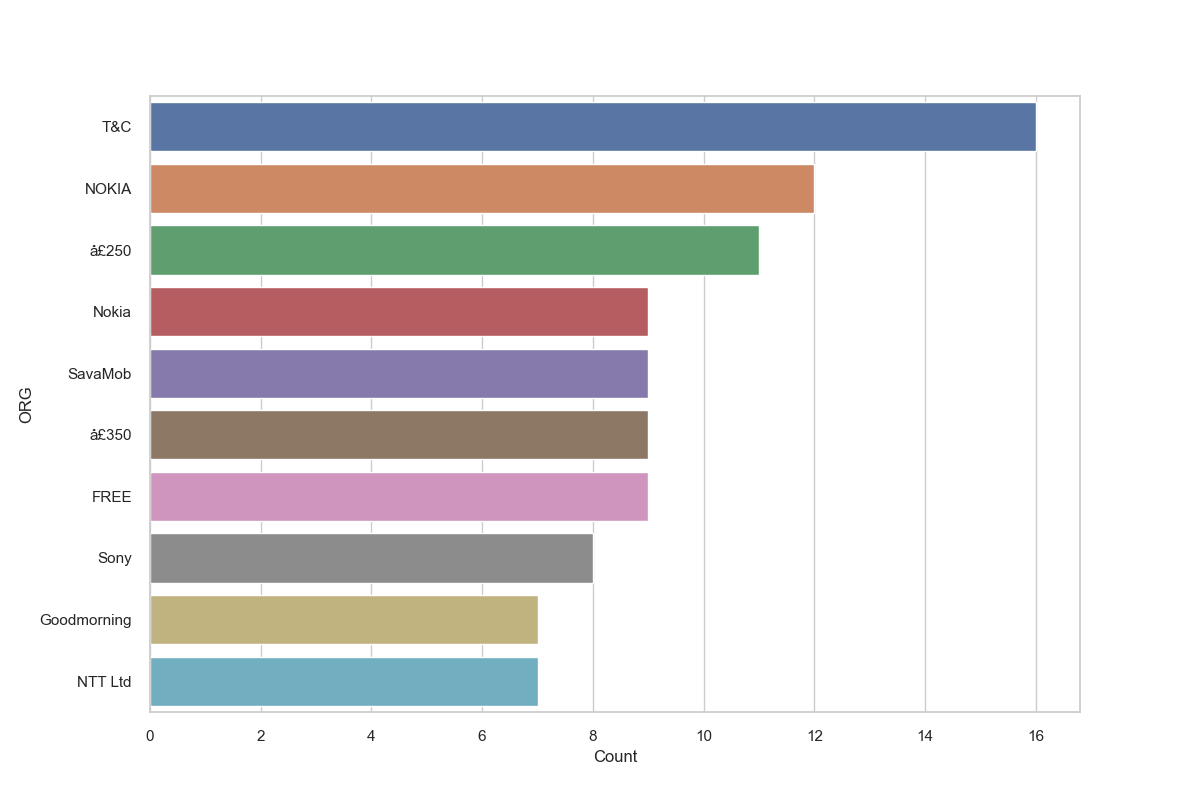 T&C
NOKIA
å£250
Nokia
SavaMob
å£350
FREE
Sony
Goodmorning
NTT Ltd
ORG
0 2 4 6 8 10 12 14 16
Count